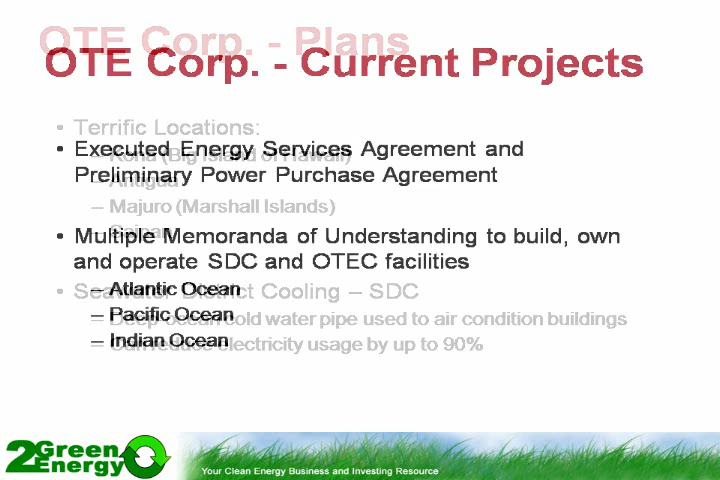 OTE Corp. - Plans
OTE Corp. - Current Projects
• Terrific Locations:
• Executed Energy Services Agreement and
– Kona (Big Island of Hawaii)
Preliminary Power Purchase Agreement
– Antigua
– Majuro (Marshall Islands)
• Multiple Memoranda of Understanding to build, own
and operate SDC and OTEC facilities
• Seawater District Cooling – SDC
– Atlantic Ocean
– Pacific Ocean
– Deep ocean cold water pipe used to air condition buildings
– Indian Ocean
– Can reduce electricity usage by up to 90%
2GreenEnergy
Your Clean Energy Business and Investing Resource